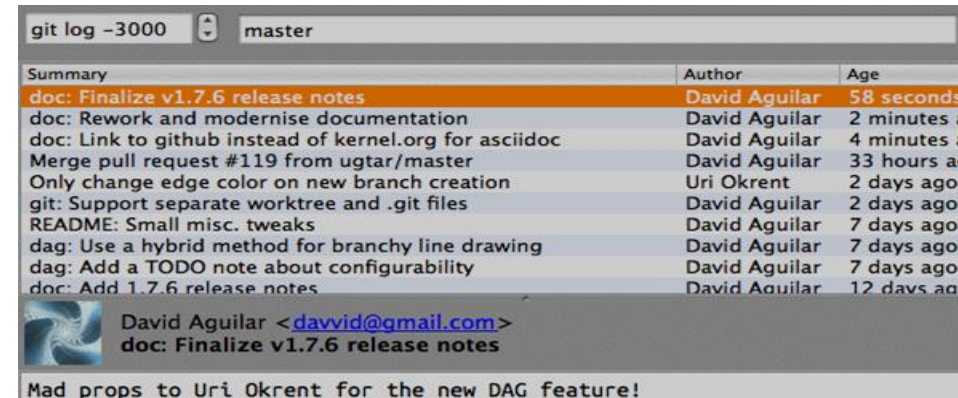 git log -3000 master
Summary Author Age
doc: Finalize v1.7.6 release notes David Aguilar 58 seconds
doc: Rework and modernise documentation David Aguilar 2 minutes a
doc: Link to github instead of kernel.org for asciidoc David Aguilar 4 minutes a
Merge pull request #119 from ugtar/master David Aguilar 33 hours a
Only change edge color on new branch creation Uri Okrent 2 days ago
git: Support separate worktree and .git files David Aguilar 2 days ago
README: Small misc. tweaks David Aguilar 7 days ago
dag: Use a hybrid method for branchy line drawing David Aguilar 7 days ago
dag: Add a TODO note about configurability David Aguilar 7 days ago
doc: Add 1.7.6 release notes David Aguilar 12 days ag
David Aguilar <davvid@gmail.com>
doc: Finalize v1.7.6 release notes
Mad props to Uri Okrent for the new DAG feature!